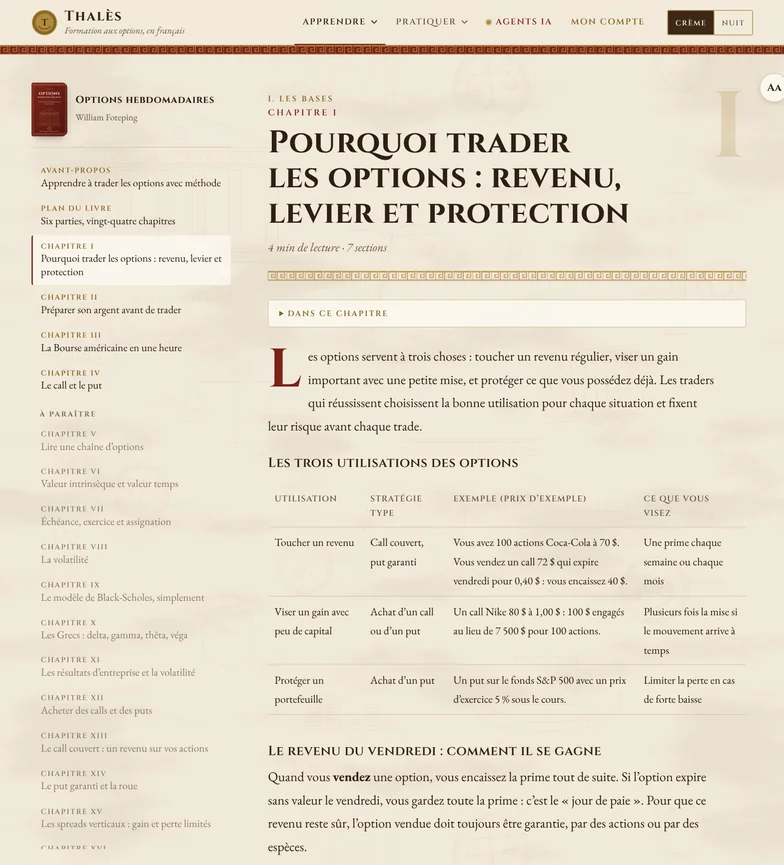 T
THALÈS
Formation aux options, en français
APPRENDRE
PRATIQUER
AGENTS IA
MON COMPTE
CRÈME
NUIT
AA
OPTIONS
OPTIONS HEBDOMADAIRES
William Foteping
AVANT-PROPOS
Apprendre à trader les options avec méthode
PLAN DU LIVRE
Six parties, vingt-quatre chapitres
CHAPITRE I
Pourquoi trader les options : revenu, levier et
protection
CHAPITRE II
Préparer son argent avant de trader
CHAPITRE III
La Bourse américaine en une heure
CHAPITRE IV
Le call et le put
À PARAÎTRE
CHAPITRE V
Lire une chaîne d'options
CHAPITRE VI
Valeur intrinsèque et valeur temps
CHAPITRE VII
Échéance, exercice et assignation
CHAPITRE VIII
La volatilité
CHAPITRE IX
Le modèle de Black-Scholes, simplement
CHAPITRE X
Les Grecs : delta, gamma, thêta, véga
CHAPITRE XI
Les résultats d'entreprise et la volatilité
CHAPITRE XII
Acheter des calls et des puts
CHAPITRE XIII
Le call couvert : un revenu sur vos actions
CHAPITRE XIV
Le put garanti et la roue
CHAPITRE XV
Les spreads verticaux : gain et perte limités
CHAPITRE XVI
I. LES BASES
CHAPITRE I
I
POURQUOI TRADER
LES OPTIONS : REVENU,
LEVIER ET PROTECTION
4 min de lecture · 7 sections
DANS CE CHAPITRE
Les options servent à trois choses : toucher un revenu régulier, viser un gain
important avec une petite mise, et protéger ce que vous possédez déjà. Les traders
qui réussissent choisissent la bonne utilisation pour chaque situation et fixent
leur risque avant chaque trade.
LES TROIS UTILISATIONS DES OPTIONS
UTILISATION
STRATÉGIE
TYPE
EXEMPLE (PRIX D'EXEMPLE)
CE QUE VOUS
VISEZ
Toucher un revenu
Call couvert,
put garanti
Vous avez 100 actions Coca-Cola à 70 $.
Vous vendez un call 72 $ qui expire
vendredi pour 0,40 $ : vous encaissez 40 $.
Une prime chaque
semaine ou chaque
mois
Viser un gain avec
peu de capital
Achat d'un call
ou d'un put
Un call Nike 80 $ à 1,00 $ : 100 $ engagés
au lieu de 7 500 $ pour 100 actions.
Plusieurs fois la mise si
le mouvement arrive à
temps
Protéger un
portefeuille
Achat d'un put
Un put sur le fonds S&P 500 avec un prix
d'exercice 5 % sous le cours.
Limiter la perte en cas
de forte baisse
LE REVENU DU VENDREDI : COMMENT IL SE GAGNE
Quand vous vendez une option, vous encaissez la prime tout de suite. Si l'option expire
sans valeur le vendredi, vous gardez toute la prime : c'est le « jour de paie ». Pour que ce
revenu reste sûr, l'option vendue doit toujours être garantie, par des actions ou par des
espèces.